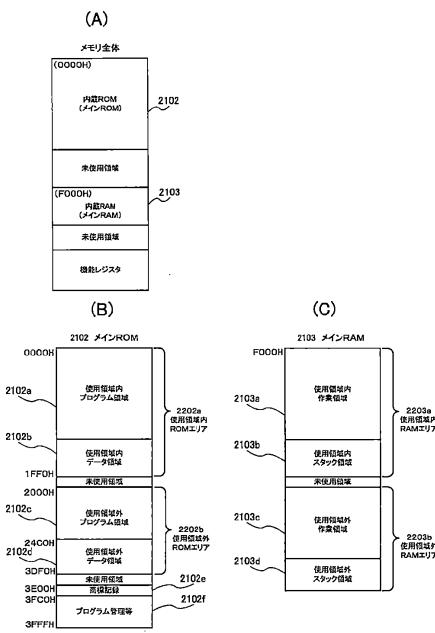 (A)
メモリ全体
(0000H)
内蔵ROM
(メインROM)
2102
未使用領域
(F000H)
内蔵RAM
(メインRAM)
2103
未使用領域
機能レジスタ
(B)
2102 メインROM
0000H
2102a
使用領域内
プログラム領域
2202a
使用領域内
ROMエリア
2102b
使用領域内
データ領域
1FF0H
未使用領域
2000H
2102c
使用領域外
プログラム領域
2202b
使用領域外
ROMエリア
24C0H
2102d
使用領域外
データ領域
3DF0H
未使用領域
2102e
3E00H
商標記録
3FC0H
2102f
プログラム管理等
3FFFH
(C)
2103 メインRAM
F000H
2103a
使用領域内
作業領域
2203a
使用領域内
RAMエリア
2103b
使用領域内
スタック領域
未使用領域
2103c
使用領域外
作業領域
2203b
使用領域外
RAMエリア
2103d
使用領域外
スタック領域